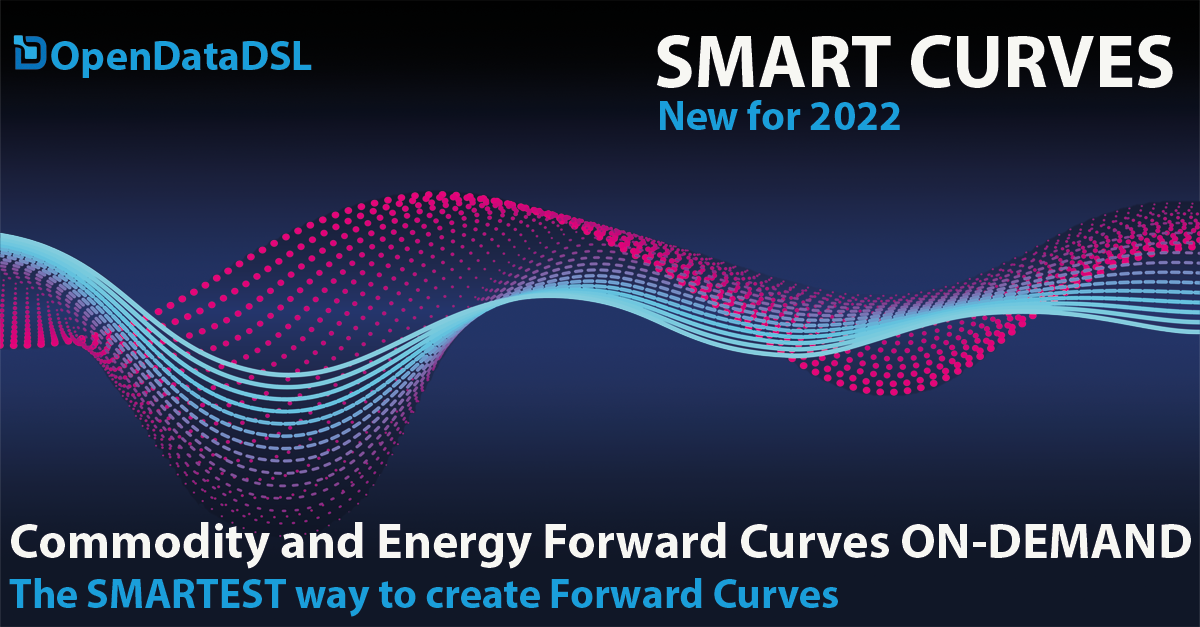 OpenDataDSL
SMART CURVES
New for 2022
Commodity and Energy Forward Curves ON-DEMAND
The SMARTEST way to create Forward Curves